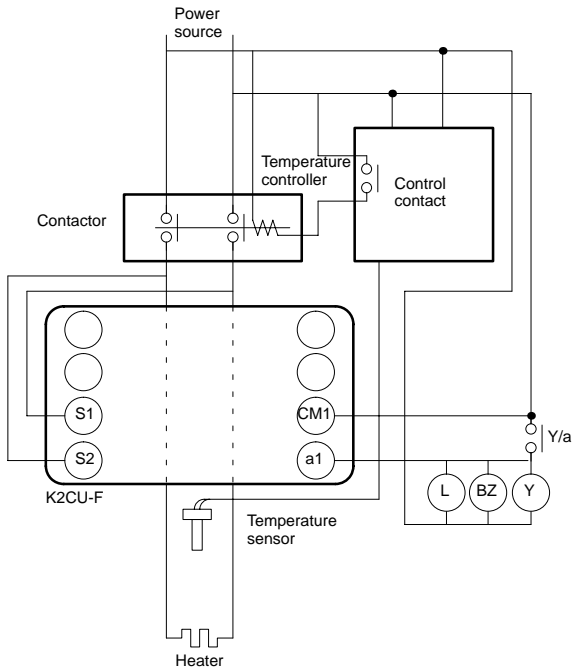 Power
source
Temperature
controller
Control
contact
Contactor
S1
CM1
Y/a
S2
a1
L
BZ
Y
K2CU-F
Temperature
sensor
Heater